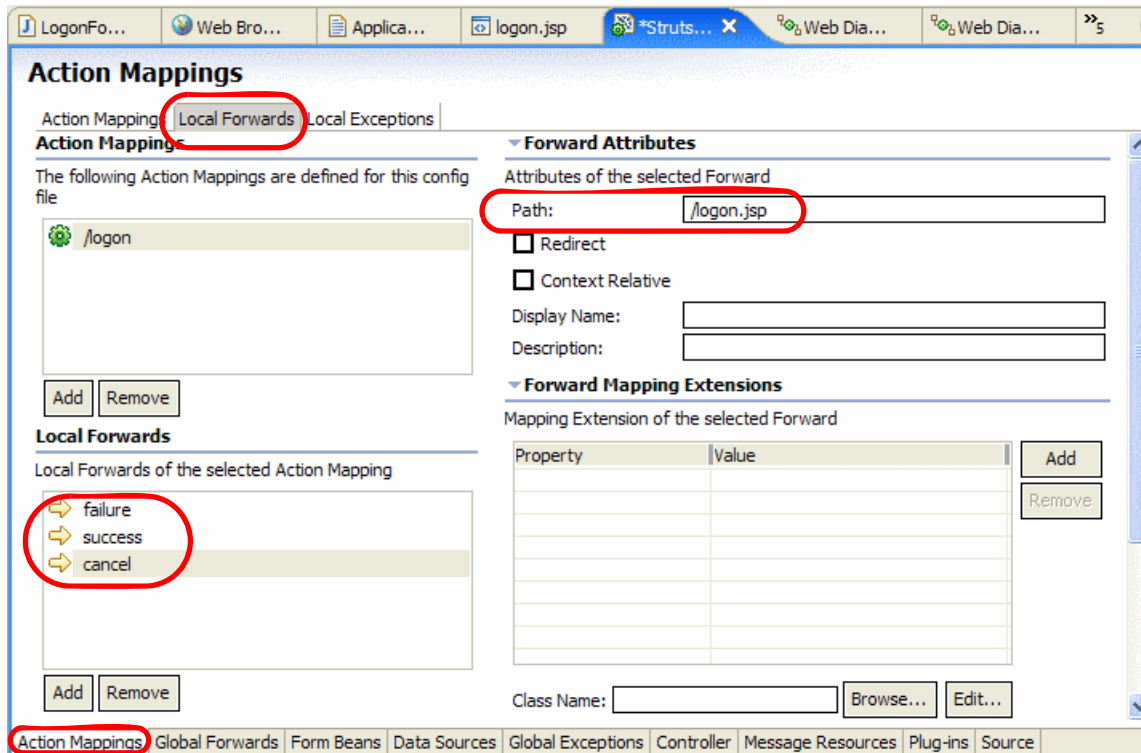 LogonFo... Web Bro... Applica... logon.jsp *Struts... Web Dia... Web Dia... »5
Action Mappings
Action Mappings Local Forwards Local Exceptions
Action Mappings
The following Action Mappings are defined for this config
file
/logon
Add Remove
Local Forwards
Local Forwards of the selected Action Mapping
failure
success
cancel
Add Remove
Forward Attributes
Attributes of the selected Forward
Path: /logon.jsp
Redirect
Context Relative
Display Name:
Description:
Forward Mapping Extensions
Mapping Extension of the selected Forward
Property Value
Add
Remove
Class Name: Browse... Edit...
Action Mappings Global Forwards Form Beans Data Sources Global Exceptions Controller Message Resources Plug-ins Source